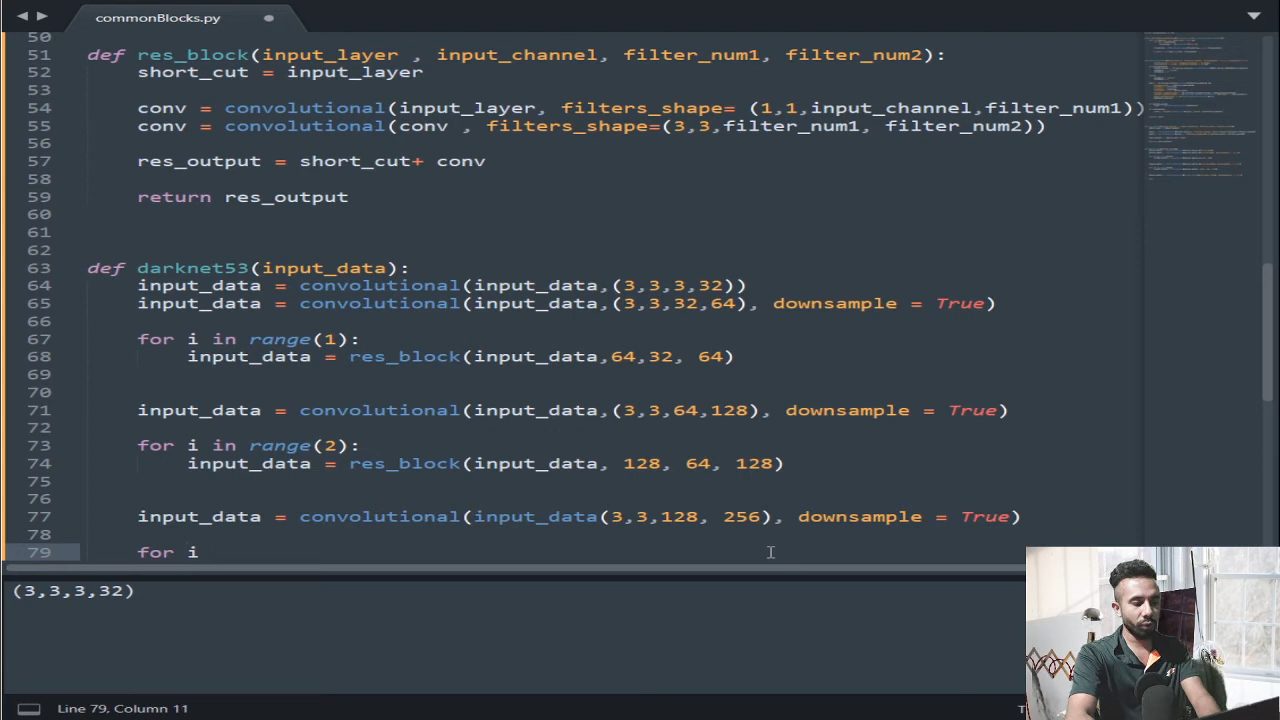 commonBlocks.py
50
51 def res_block(input_layer , input_channel, filter_num1, filter_num2):
52 short_cut = input_layer
53
54 conv = convolutional(input_layer, filters_shape= (1,1,input_channel,filter_num1))
55 conv = convolutional(conv , filters_shape=(3,3,filter_num1, filter_num2))
56
57 res_output = short_cut+ conv
58
59 return res_output
60
61
62
63 def darknet53(input_data):
64 input_data = convolutional(input_data,(3,3,3,32))
65 input_data = convolutional(input_data,(3,3,32,64), downsample = True)
66
67 for i in range(1):
68 input_data = res_block(input_data,64,32, 64)
69
70
71 input_data = convolutional(input_data,(3,3,64,128), downsample = True)
72
73 for i in range(2):
74 input_data = res_block(input_data, 128, 64, 128)
75
76
77 input_data = convolutional(input_data(3,3,128, 256), downsample = True)
78
79 for i
(3,3,3,32)
Line 79, Column 11